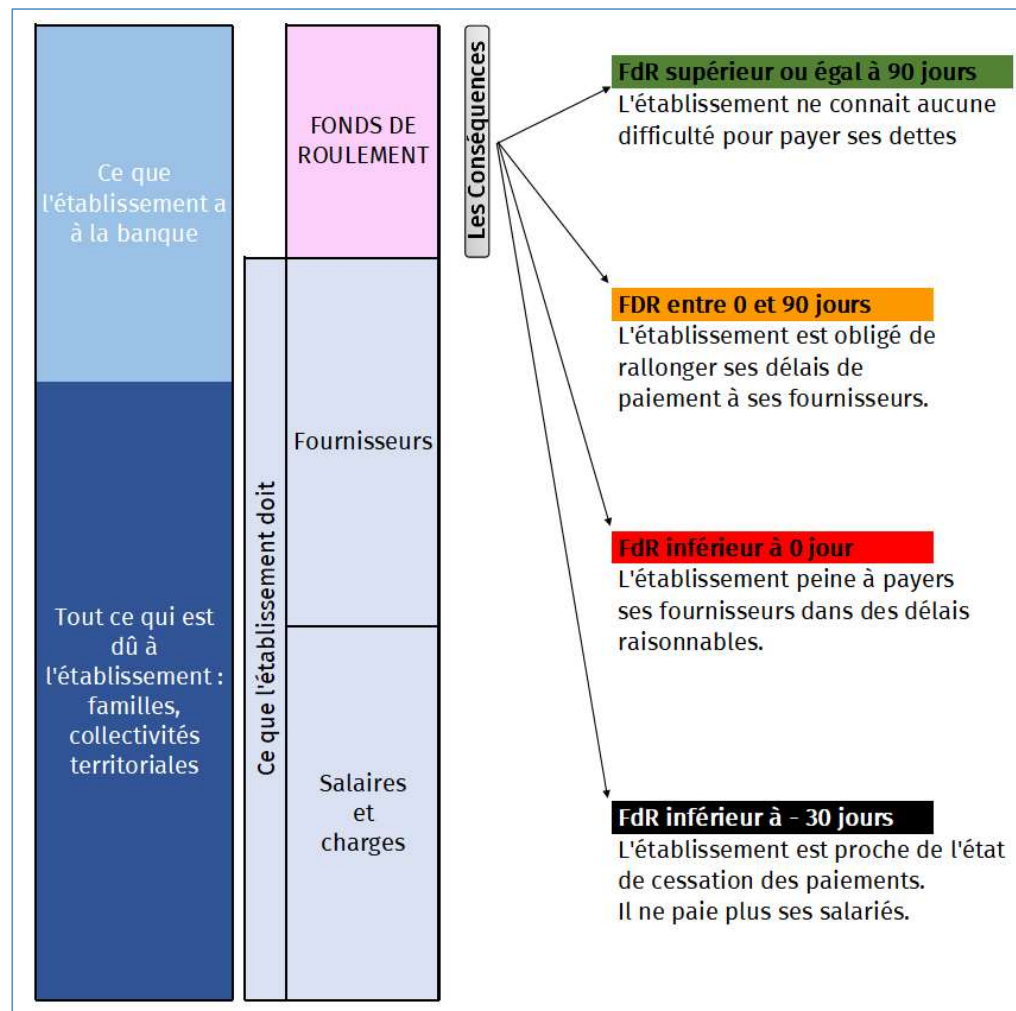 Ce que
l'établissement a
à la banque
Tout ce qui est
dû à
l'établissement :
familles,
collectivités
territoriales
Ce que l'établissement doit
FONDS DE
ROULEMENT
Fournisseurs
Salaires
et
charges
Les Conséquences
FdR supérieur ou égal à 90 jours
L'établissement ne connait aucune
difficulté pour payer ses dettes
FDR entre 0 et 90 jours
L'établissement est obligé de
rallonger ses délais de
paiement à ses fournisseurs.
FdR inférieur à 0 jour
L'établissement peine à payers
ses fournisseurs dans des délais
raisonnables.
FdR inférieur à - 30 jours
L'établissement est proche de l'état
de cessation des paiements.
Il ne paie plus ses salariés.